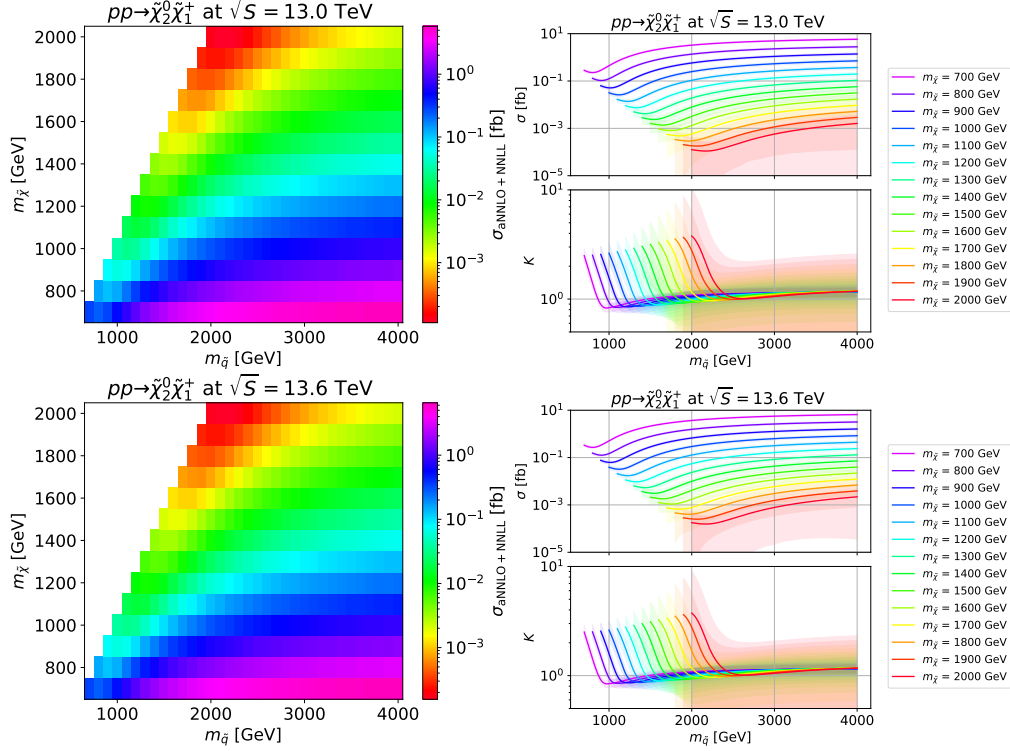 pp→χ̃⁰₂χ̃⁺₁ at √S = 13.0 TeV
2000
1800
1600
1400
1200
1000
800
m_χ̃ [GeV]
1000 2000 3000 4000
m_q̃ [GeV]
10⁰
10⁻¹
10⁻²
10⁻³
σ_aNNLO + NNLL [fb]
pp→χ̃⁰₂χ̃⁺₁ at √S = 13.0 TeV
10¹
10⁻¹
10⁻³
10⁻⁵
σ [fb]
10¹
10⁰
K
1000 2000 3000 4000
m_q̃ [GeV]
m_χ̃ = 700 GeV
m_χ̃ = 800 GeV
m_χ̃ = 900 GeV
m_χ̃ = 1000 GeV
m_χ̃ = 1100 GeV
m_χ̃ = 1200 GeV
m_χ̃ = 1300 GeV
m_χ̃ = 1400 GeV
m_χ̃ = 1500 GeV
m_χ̃ = 1600 GeV
m_χ̃ = 1700 GeV
m_χ̃ = 1800 GeV
m_χ̃ = 1900 GeV
m_χ̃ = 2000 GeV
pp→χ̃⁰₂χ̃⁺₁ at √S = 13.6 TeV
2000
1800
1600
1400
1200
1000
800
m_χ̃ [GeV]
1000 2000 3000 4000
m_q̃ [GeV]
10⁰
10⁻¹
10⁻²
10⁻³
σ_aNNLO + NNLL [fb]
pp→χ̃⁰₂χ̃⁺₁ at √S = 13.6 TeV
10¹
10⁻¹
10⁻³
10⁻⁵
σ [fb]
10¹
10⁰
K
1000 2000 3000 4000
m_q̃ [GeV]
m_χ̃ = 700 GeV
m_χ̃ = 800 GeV
m_χ̃ = 900 GeV
m_χ̃ = 1000 GeV
m_χ̃ = 1100 GeV
m_χ̃ = 1200 GeV
m_χ̃ = 1300 GeV
m_χ̃ = 1400 GeV
m_χ̃ = 1500 GeV
m_χ̃ = 1600 GeV
m_χ̃ = 1700 GeV
m_χ̃ = 1800 GeV
m_χ̃ = 1900 GeV
m_χ̃ = 2000 GeV